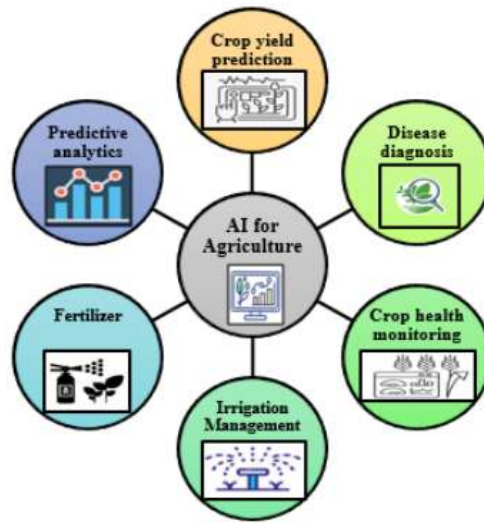 Crop yield
prediction
Predictive
analytics
Disease
diagnosis
AI for
Agriculture
Fertilizer
Crop health
monitoring
Irrigation
Management